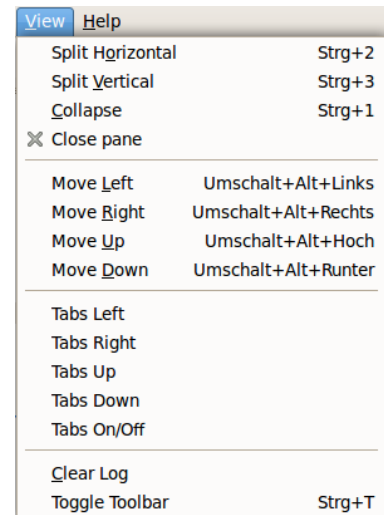 View Help
Split Horizontal Strg+2
Split Vertical Strg+3
Collapse Strg+1
Close pane
Move Left Umschalt+Alt+Links
Move Right Umschalt+Alt+Rechts
Move Up Umschalt+Alt+Hoch
Move Down Umschalt+Alt+Runter
Tabs Left
Tabs Right
Tabs Up
Tabs Down
Tabs On/Off
Clear Log
Toggle Toolbar Strg+T